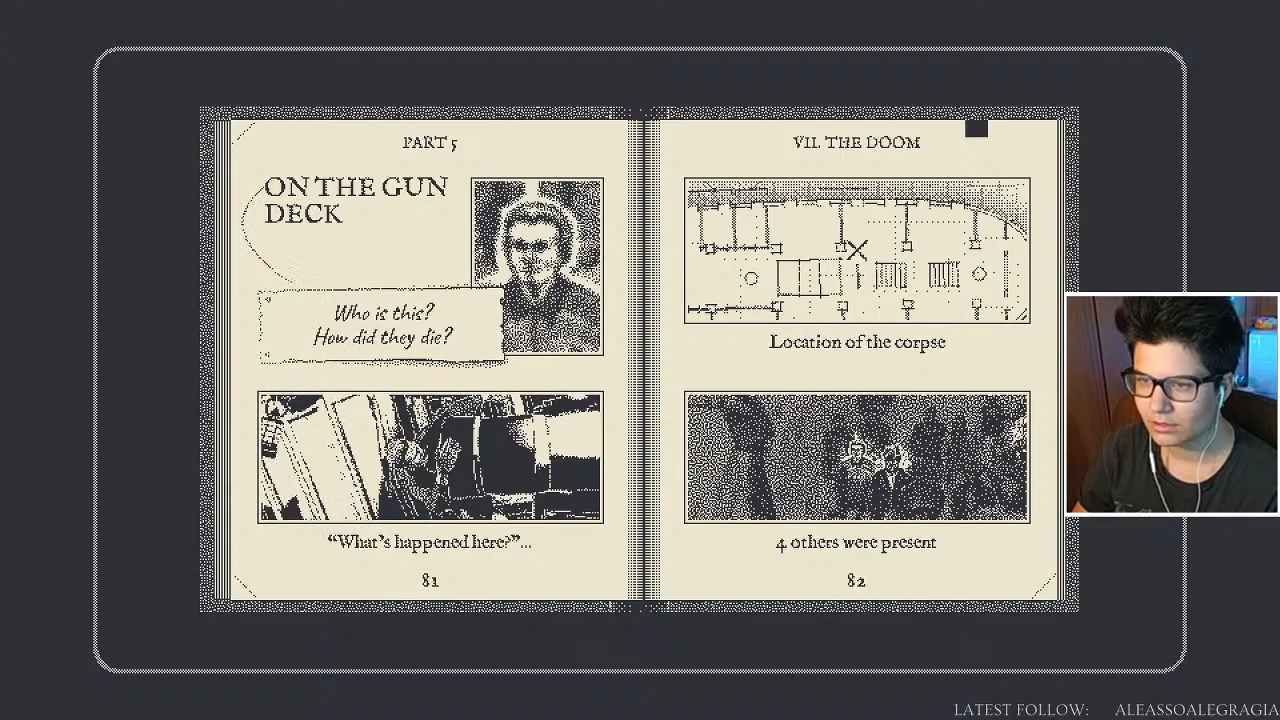 PART 5
ON THE GUN
DECK
Who is this?
How did they die?
"What's happened here?"...
81
VII. THE DOOM
Location of the corpse
4 others were present
82
LATEST FOLLOW: ALEASSOALEGRAGIA